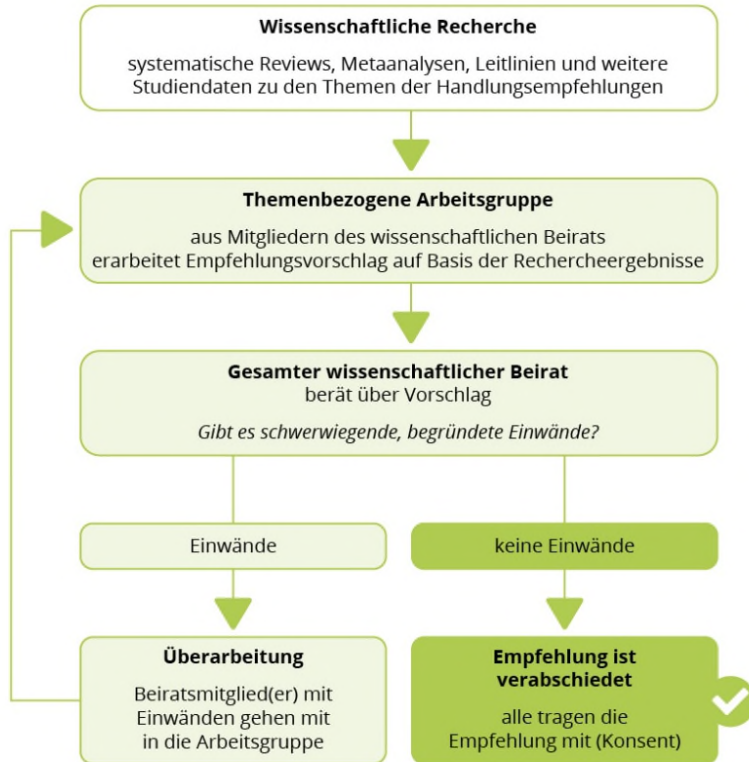 Wissenschaftliche Recherche
systematische Reviews, Metaanalysen, Leitlinien und weitere
Studiendaten zu den Themen der Handlungsempfehlungen
Themenbezogene Arbeitsgruppe
aus Mitgliedern des wissenschaftlichen Beirats
erarbeitet Empfehlungsvorschlag auf Basis der Rechercheergebnisse
Gesamter wissenschaftlicher Beirat
berät über Vorschlag
Gibt es schwerwiegende, begründete Einwände?
Einwände
keine Einwände
Überarbeitung
Beiratsmitglied(er) mit
Einwänden gehen mit
in die Arbeitsgruppe
Empfehlung ist
verabschiedet
alle tragen die
Empfehlung mit (Konsent)